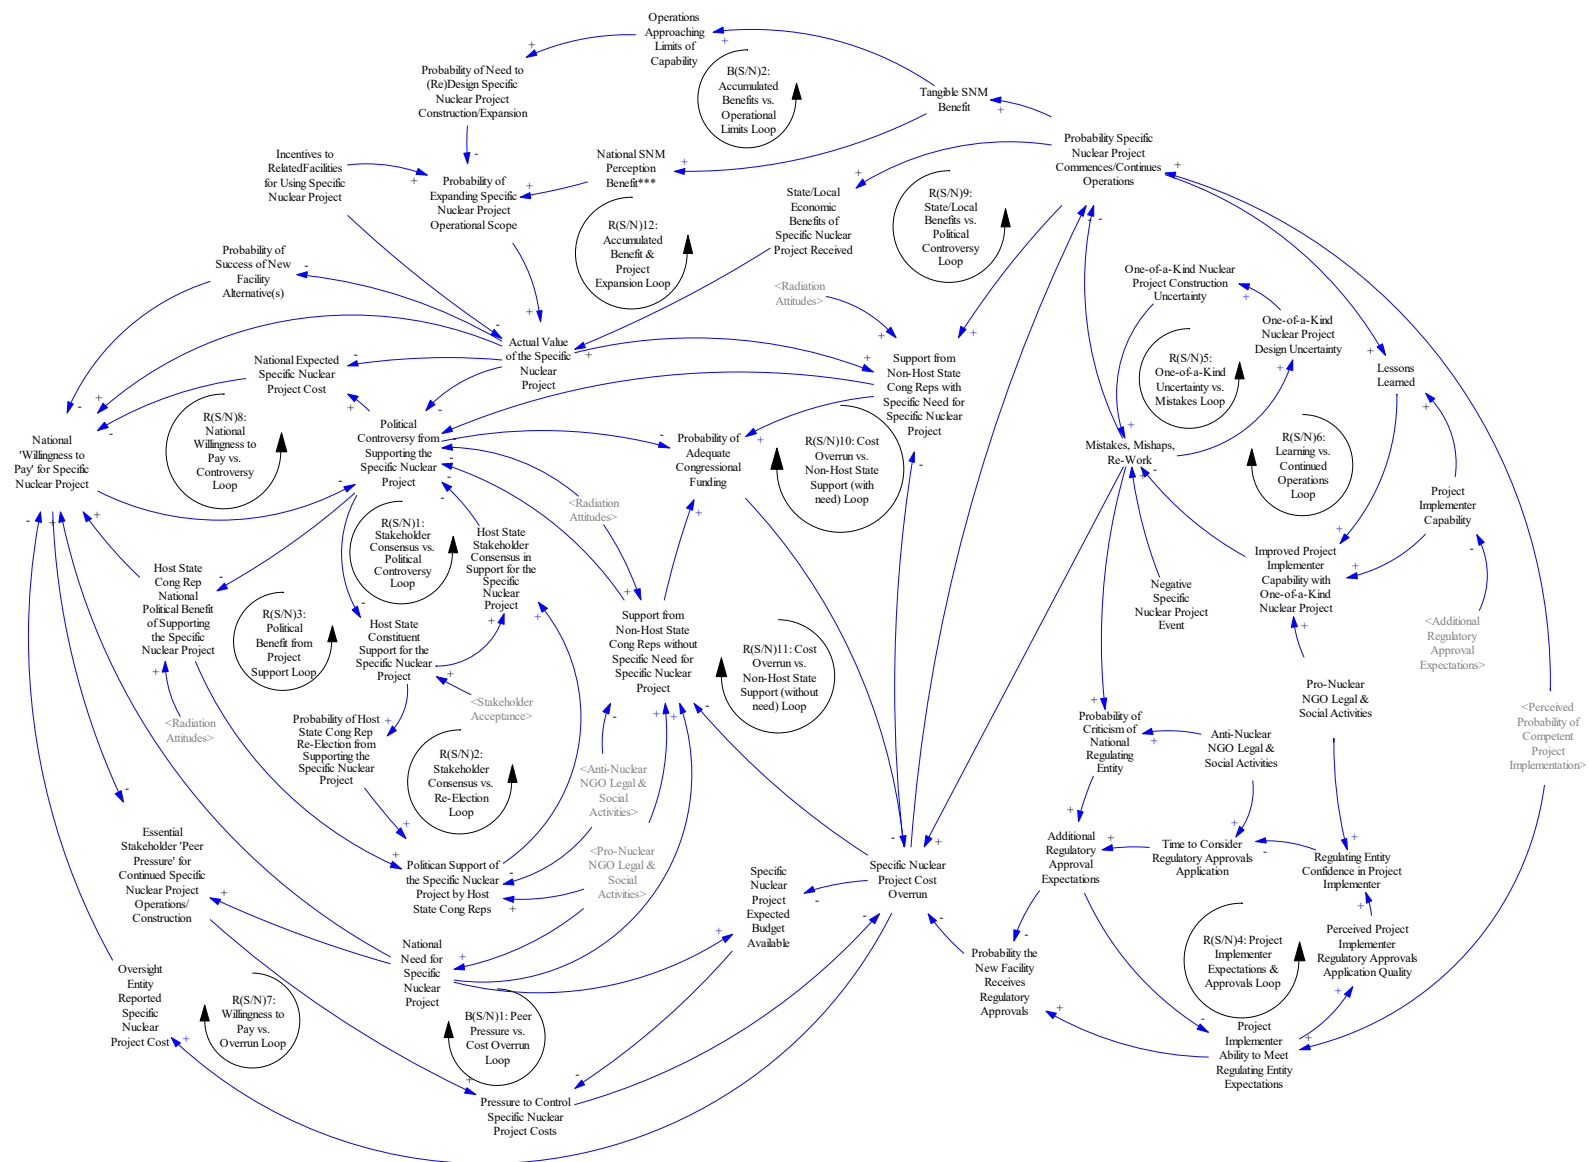 Operations
Approaching
Limits of
Capability
Probability of Need to
(Re)Design Specific
Nuclear Project
Construction/Expansion
B(S/N)2:
Accumulated
Benefits vs.
Operational
Limits Loop
Tangible SNM
Benefit
Probability Specific
Nuclear Project
Commences/Continues
Operations
Incentives to
RelatedFacilities
for Using Specific
Nuclear Project
Probability of
Expanding Specific
Nuclear Project
Operational Scope
National SNM
Perception
Benefit***
State/Local
Economic
Benefits of
Specific Nuclear
Project Received
R(S/N)9:
State/Local
Benefits vs.
Political
Controversy
Loop
R(S/N)12:
Accumulated
Benefit &
Project
Expansion Loop
Probability of
Success of New
Facility
Alternative(s)
<Radiation
Attitudes>
One-of-a-Kind Nuclear
Project Construction
Uncertainty
One-of-a-Kind
Nuclear Project
Design Uncertainty
Actual Value
of the Specific
Nuclear
Project
National Expected
Specific Nuclear
Project Cost
Support from
Non-Host State
Cong Reps with
Specific Need for
Specific Nuclear
Project
R(S/N)5:
One-of-a-Kind
Uncertainty vs.
Mistakes Loop
Lessons
Learned
R(S/N)8:
National
Willingness to
Pay vs.
Controversy
Loop
National
'Willingness to
Pay' for Specific
Nuclear Project
Political
Controversy from
Supporting the
Specific Nuclear
Project
Probability of
Adequate
Congressional
Funding
R(S/N)10: Cost
Overrun vs.
Non-Host State
Support (with
need) Loop
Mistakes, Mishaps,
Re-Work
R(S/N)6:
Learning vs.
Continued
Operations
Loop
Project
Implementer
Capability
<Radiation
Attitudes>
R(S/N)1:
Stakeholder
Consensus vs.
Political
Controversy
Loop
Host State
Stakeholder
Consensus in
Support for the
Specific
Nuclear
Project
Host State
Cong Rep
National
Political Benefit
of Supporting
the Specific
Nuclear Project
R(S/N)3:
Political
Benefit from
Project
Support Loop
Host State
Constituent
Support for the
Specific Nuclear
Project
Support from
Non-Host State
Cong Reps without
Specific Need for
Specific Nuclear
Project
R(S/N)11: Cost
Overrun vs.
Non-Host State
Support (without
need) Loop
Negative
Specific
Nuclear Project
Event
Improved Project
Implementer
Capability with
One-of-a-Kind
Nuclear Project
<Additional
Regulatory
Approval
Expectations>
<Radiation
Attitudes>
Probability of Host
State Cong Rep
Re-Election from
Supporting the
Specific Nuclear
Project
<Stakeholder
Acceptance>
R(S/N)2:
Stakeholder
Consensus vs.
Re-Election
Loop
<Anti-Nuclear
NGO Legal &
Social
Activities>
Probability of
Criticism of
National
Regulating
Entity
Anti-Nuclear
NGO Legal &
Social Activities
Pro-Nuclear
NGO Legal &
Social Activities
<Perceived
Probability of
Competent
Project
Implementation>
Essential
Stakeholder 'Peer
Pressure' for
Continued Specific
Nuclear Project
Operations/
Construction
Politican Support of
the Specific Nuclear
Project by Host
State Cong Reps
<Pro-Nuclear
NGO Legal &
Social
Activities>
Specific
Nuclear
Project
Expected
Budget
Available
Specific Nuclear
Project Cost
Overrun
Additional
Regulatory
Approval
Expectations
Time to Consider
Regulatory Approvals
Application
Regulating Entity
Confidence in Project
Implementer
Oversight
Entity
Reported
Specific
Nuclear
Project Cost
R(S/N)7:
Willingness to
Pay vs.
Overrun Loop
National
Need for
Specific
Nuclear
Project
B(S/N)1: Peer
Pressure vs.
Cost Overrun
Loop
Probability the
New Facility
Receives
Regulatory
Approvals
R(S/N)4: Project
Implementer
Expectations &
Approvals Loop
Perceived Project
Implementer
Regulatory Approvals
Application Quality
Pressure to Control
Specific Nuclear
Project Costs
Project
Implementer
Ability to Meet
Regulating Entity
Expectations